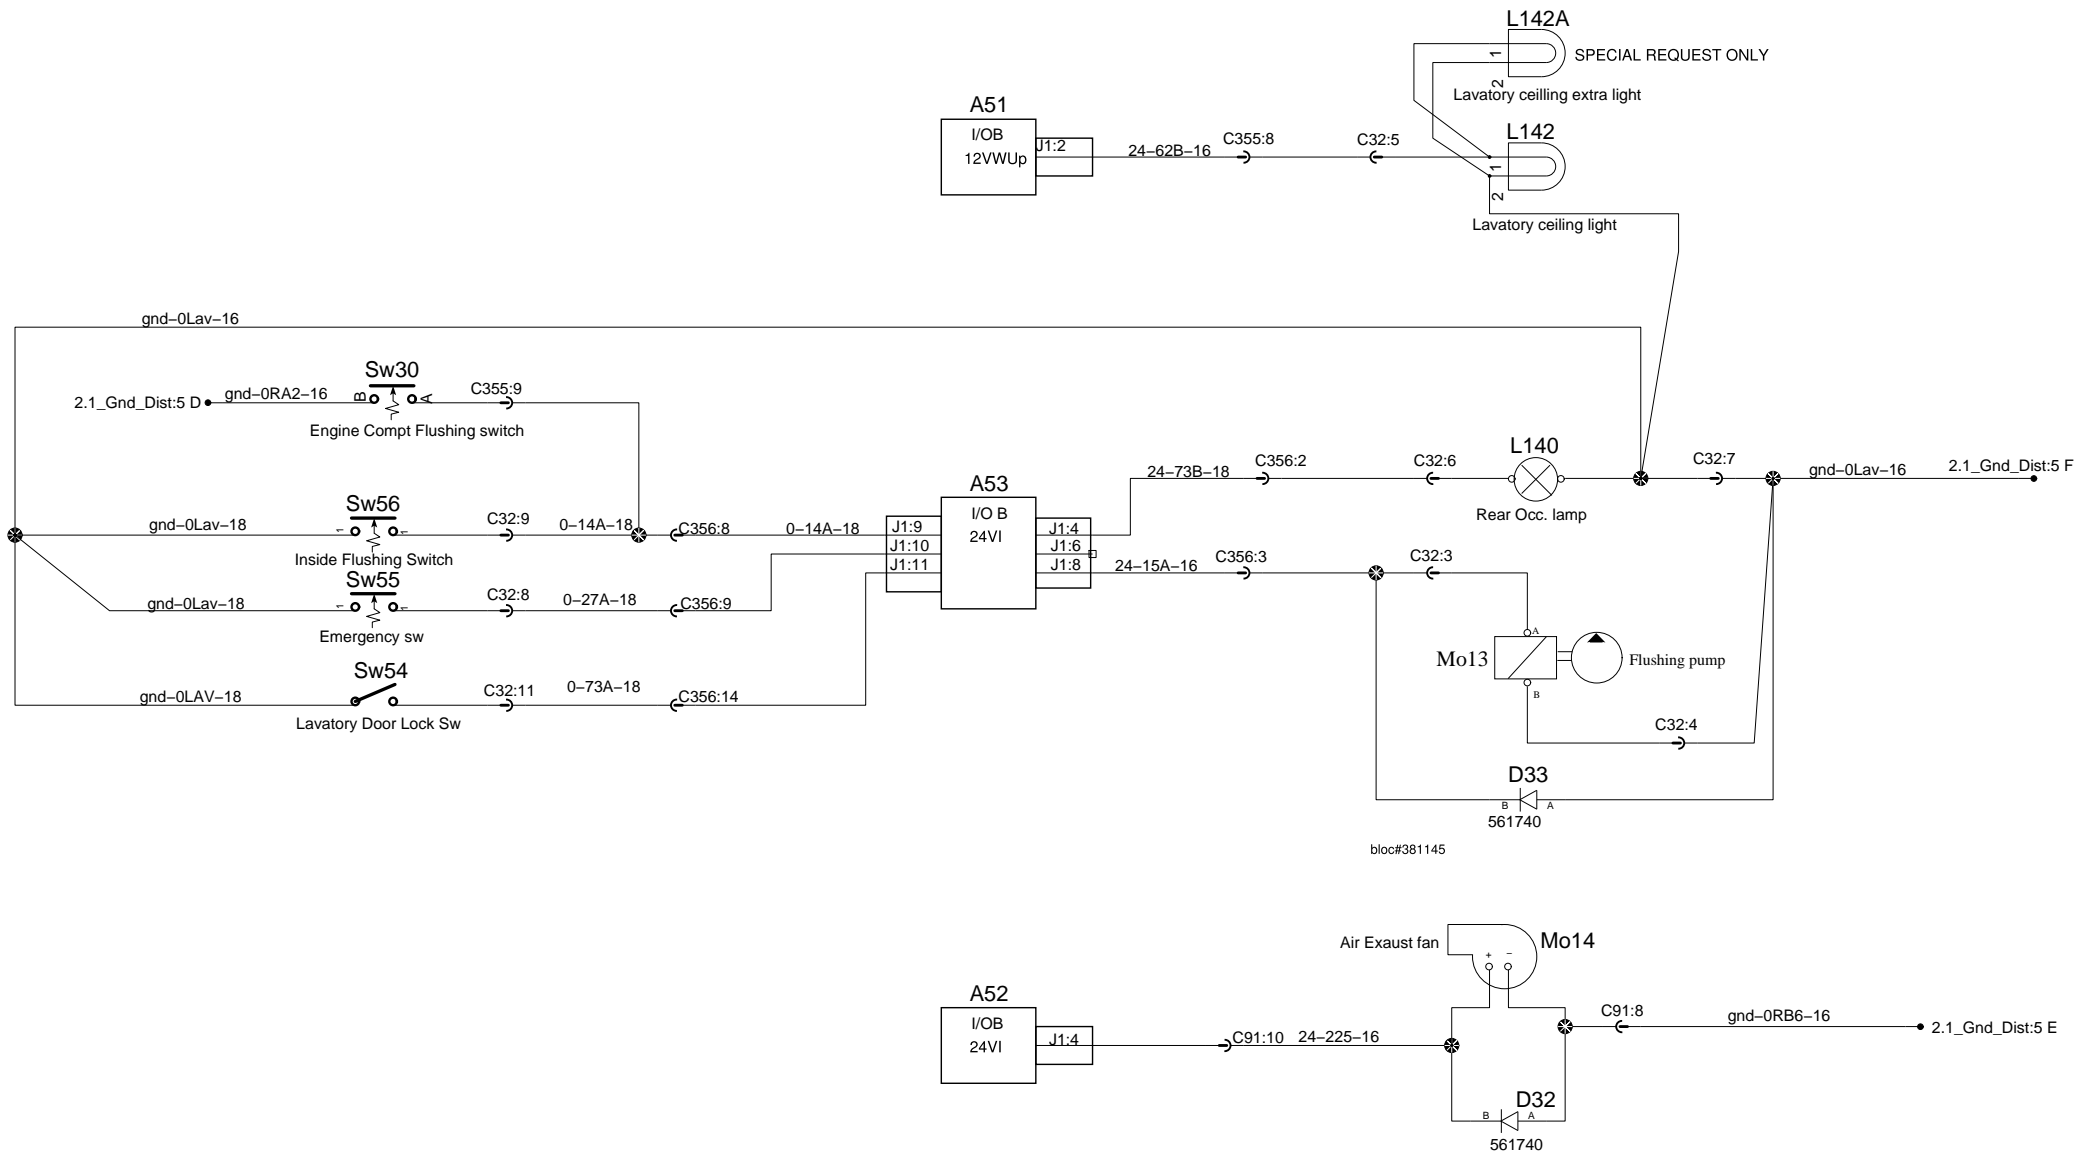 L142A
1
SPECIAL REQUEST ONLY
2
Lavatory ceilling extra light
A51
I/OB
12VWUp
J1:2
24-62B-16
C355:8
C32:5
L142
1
2
Lavatory ceiling light
gnd-0Lav-16
Sw30
2.1_Gnd_Dist:5 D
gnd-0RA2-16
B
A
C355:9
Engine Compt Flushing switch
Sw56
gnd-0Lav-18
1
1
C32:9
0-14A-18
C356:8
0-14A-18
Inside Flushing Switch
Sw55
gnd-0Lav-18
1
1
C32:8
0-27A-18
C356:9
Emergency sw
Sw54
gnd-0LAV-18
C32:11
0-73A-18
C356:14
Lavatory Door Lock Sw
A53
I/O B
24VI
J1:9
J1:10
J1:11
J1:4
J1:6
J1:8
24-73B-18
C356:2
C32:6
L140
Rear Occ. lamp
C32:7
gnd-0Lav-16
2.1_Gnd_Dist:5 F
24-15A-16
C356:3
C32:3
A
Mo13
Flushing pump
B
C32:4
D33
B
A
561740
bloc#381145
Air Exaust fan
Mo14
+
−
A52
I/OB
24VI
J1:4
C91:10
24-225-16
C91:8
gnd-0RB6-16
2.1_Gnd_Dist:5 E
D32
B
A
561740